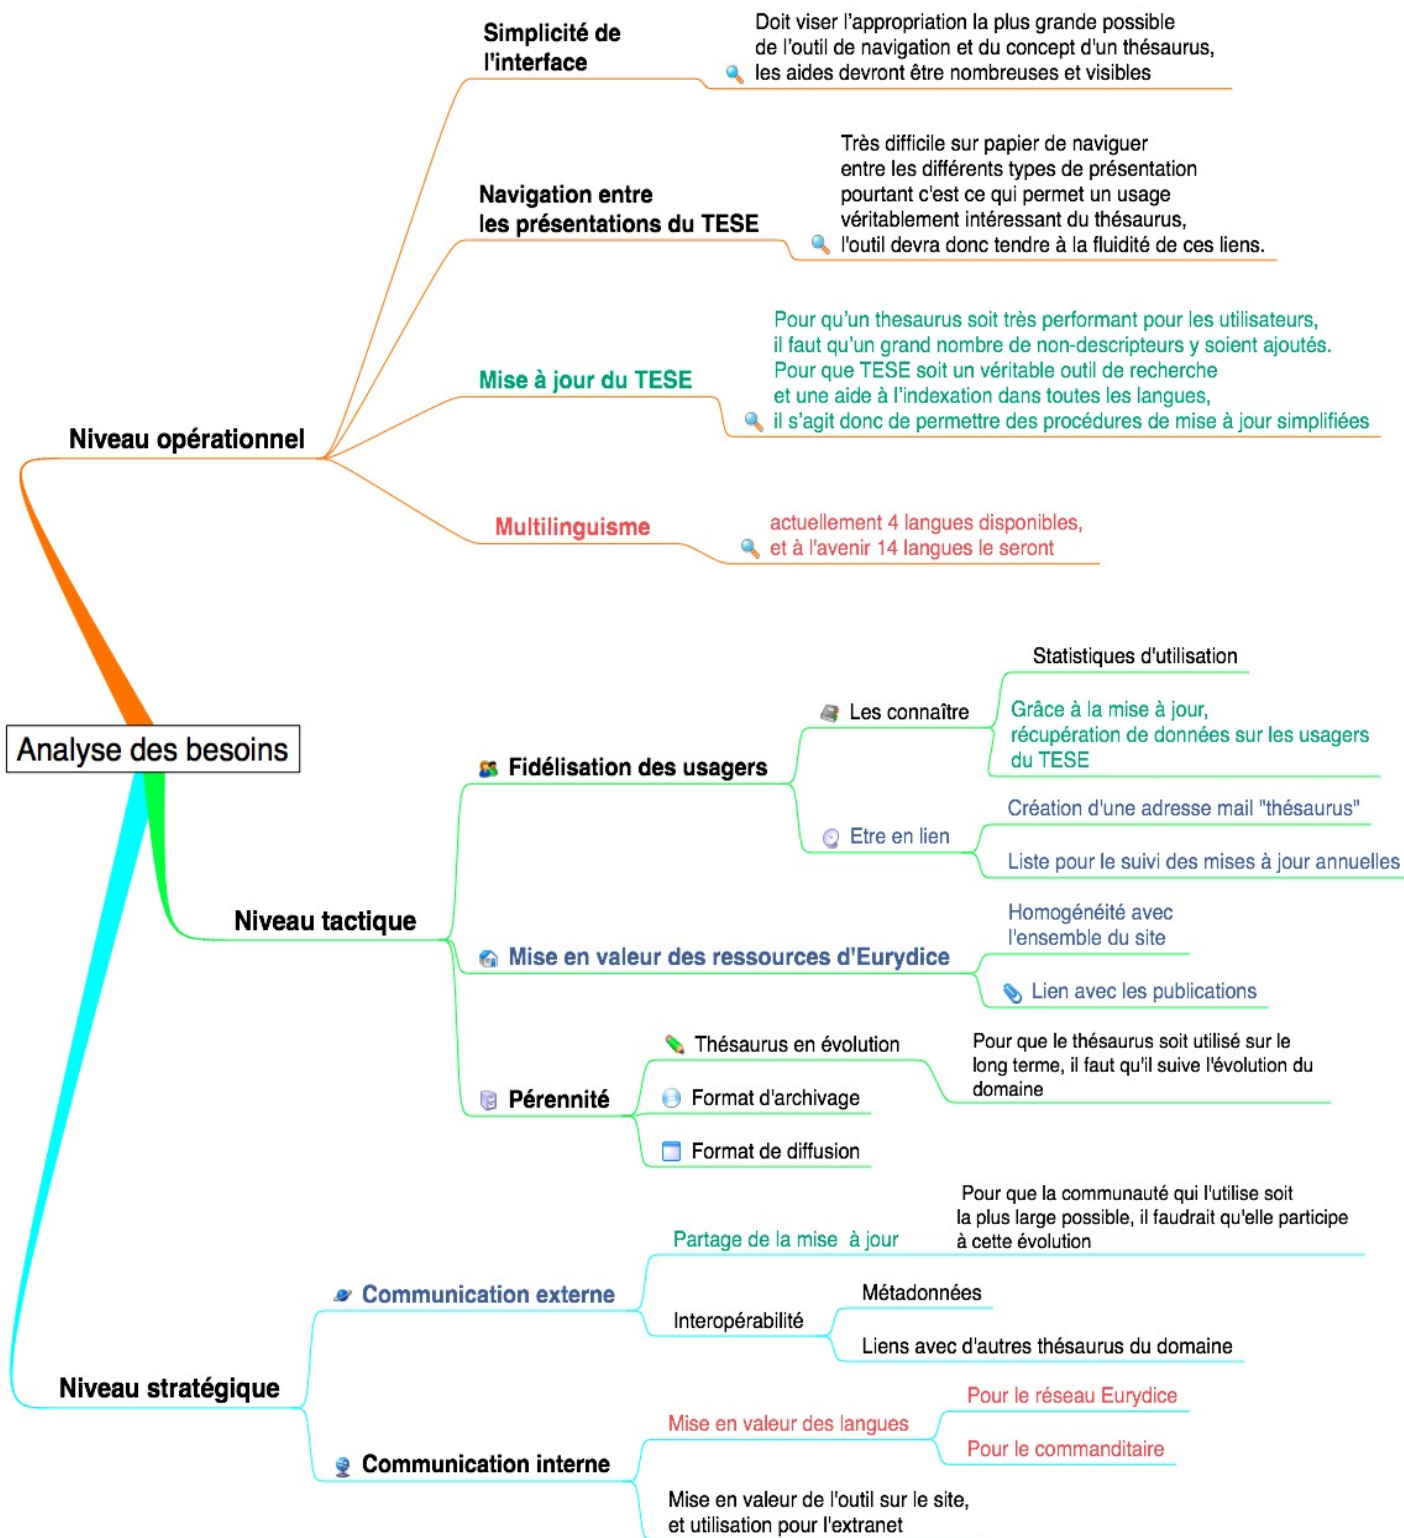 Simplicité de
l'interface
Doit viser l'appropriation la plus grande possible
de l'outil de navigation et du concept d'un thésaurus,
les aides devront être nombreuses et visibles
Navigation entre
les présentations du TESE
Très difficile sur papier de naviguer
entre les différents types de présentation
pourtant c'est ce qui permet un usage
véritablement intéressant du thésaurus,
l'outil devra donc tendre à la fluidité de ces liens.
Mise à jour du TESE
Pour qu'un thesaurus soit très performant pour les utilisateurs,
il faut qu'un grand nombre de non-descripteurs y soient ajoutés.
Pour que TESE soit un véritable outil de recherche
et une aide à l'indexation dans toutes les langues,
il s'agit donc de permettre des procédures de mise à jour simplifiées
Niveau opérationnel
Multilinguisme
actuellement 4 langues disponibles,
et à l'avenir 14 langues le seront
Analyse des besoins
Niveau tactique
Fidélisation des usagers
Les connaître
Statistiques d'utilisation
Grâce à la mise à jour,
récupération de données sur les usagers
du TESE
Etre en lien
Création d'une adresse mail "thésaurus"
Liste pour le suivi des mises à jour annuelles
Mise en valeur des ressources d'Eurydice
Homogénéité avec
l'ensemble du site
Lien avec les publications
Pérennité
Thésaurus en évolution
Pour que le thésaurus soit utilisé sur le
long terme, il faut qu'il suive l'évolution du
domaine
Format d'archivage
Format de diffusion
Niveau stratégique
Communication externe
Partage de la mise à jour
Pour que la communauté qui l'utilise soit
la plus large possible, il faudrait qu'elle participe
à cette évolution
Interopérabilité
Métadonnées
Liens avec d'autres thésaurus du domaine
Communication interne
Mise en valeur des langues
Pour le réseau Eurydice
Pour le commanditaire
Mise en valeur de l'outil sur le site,
et utilisation pour l'extranet